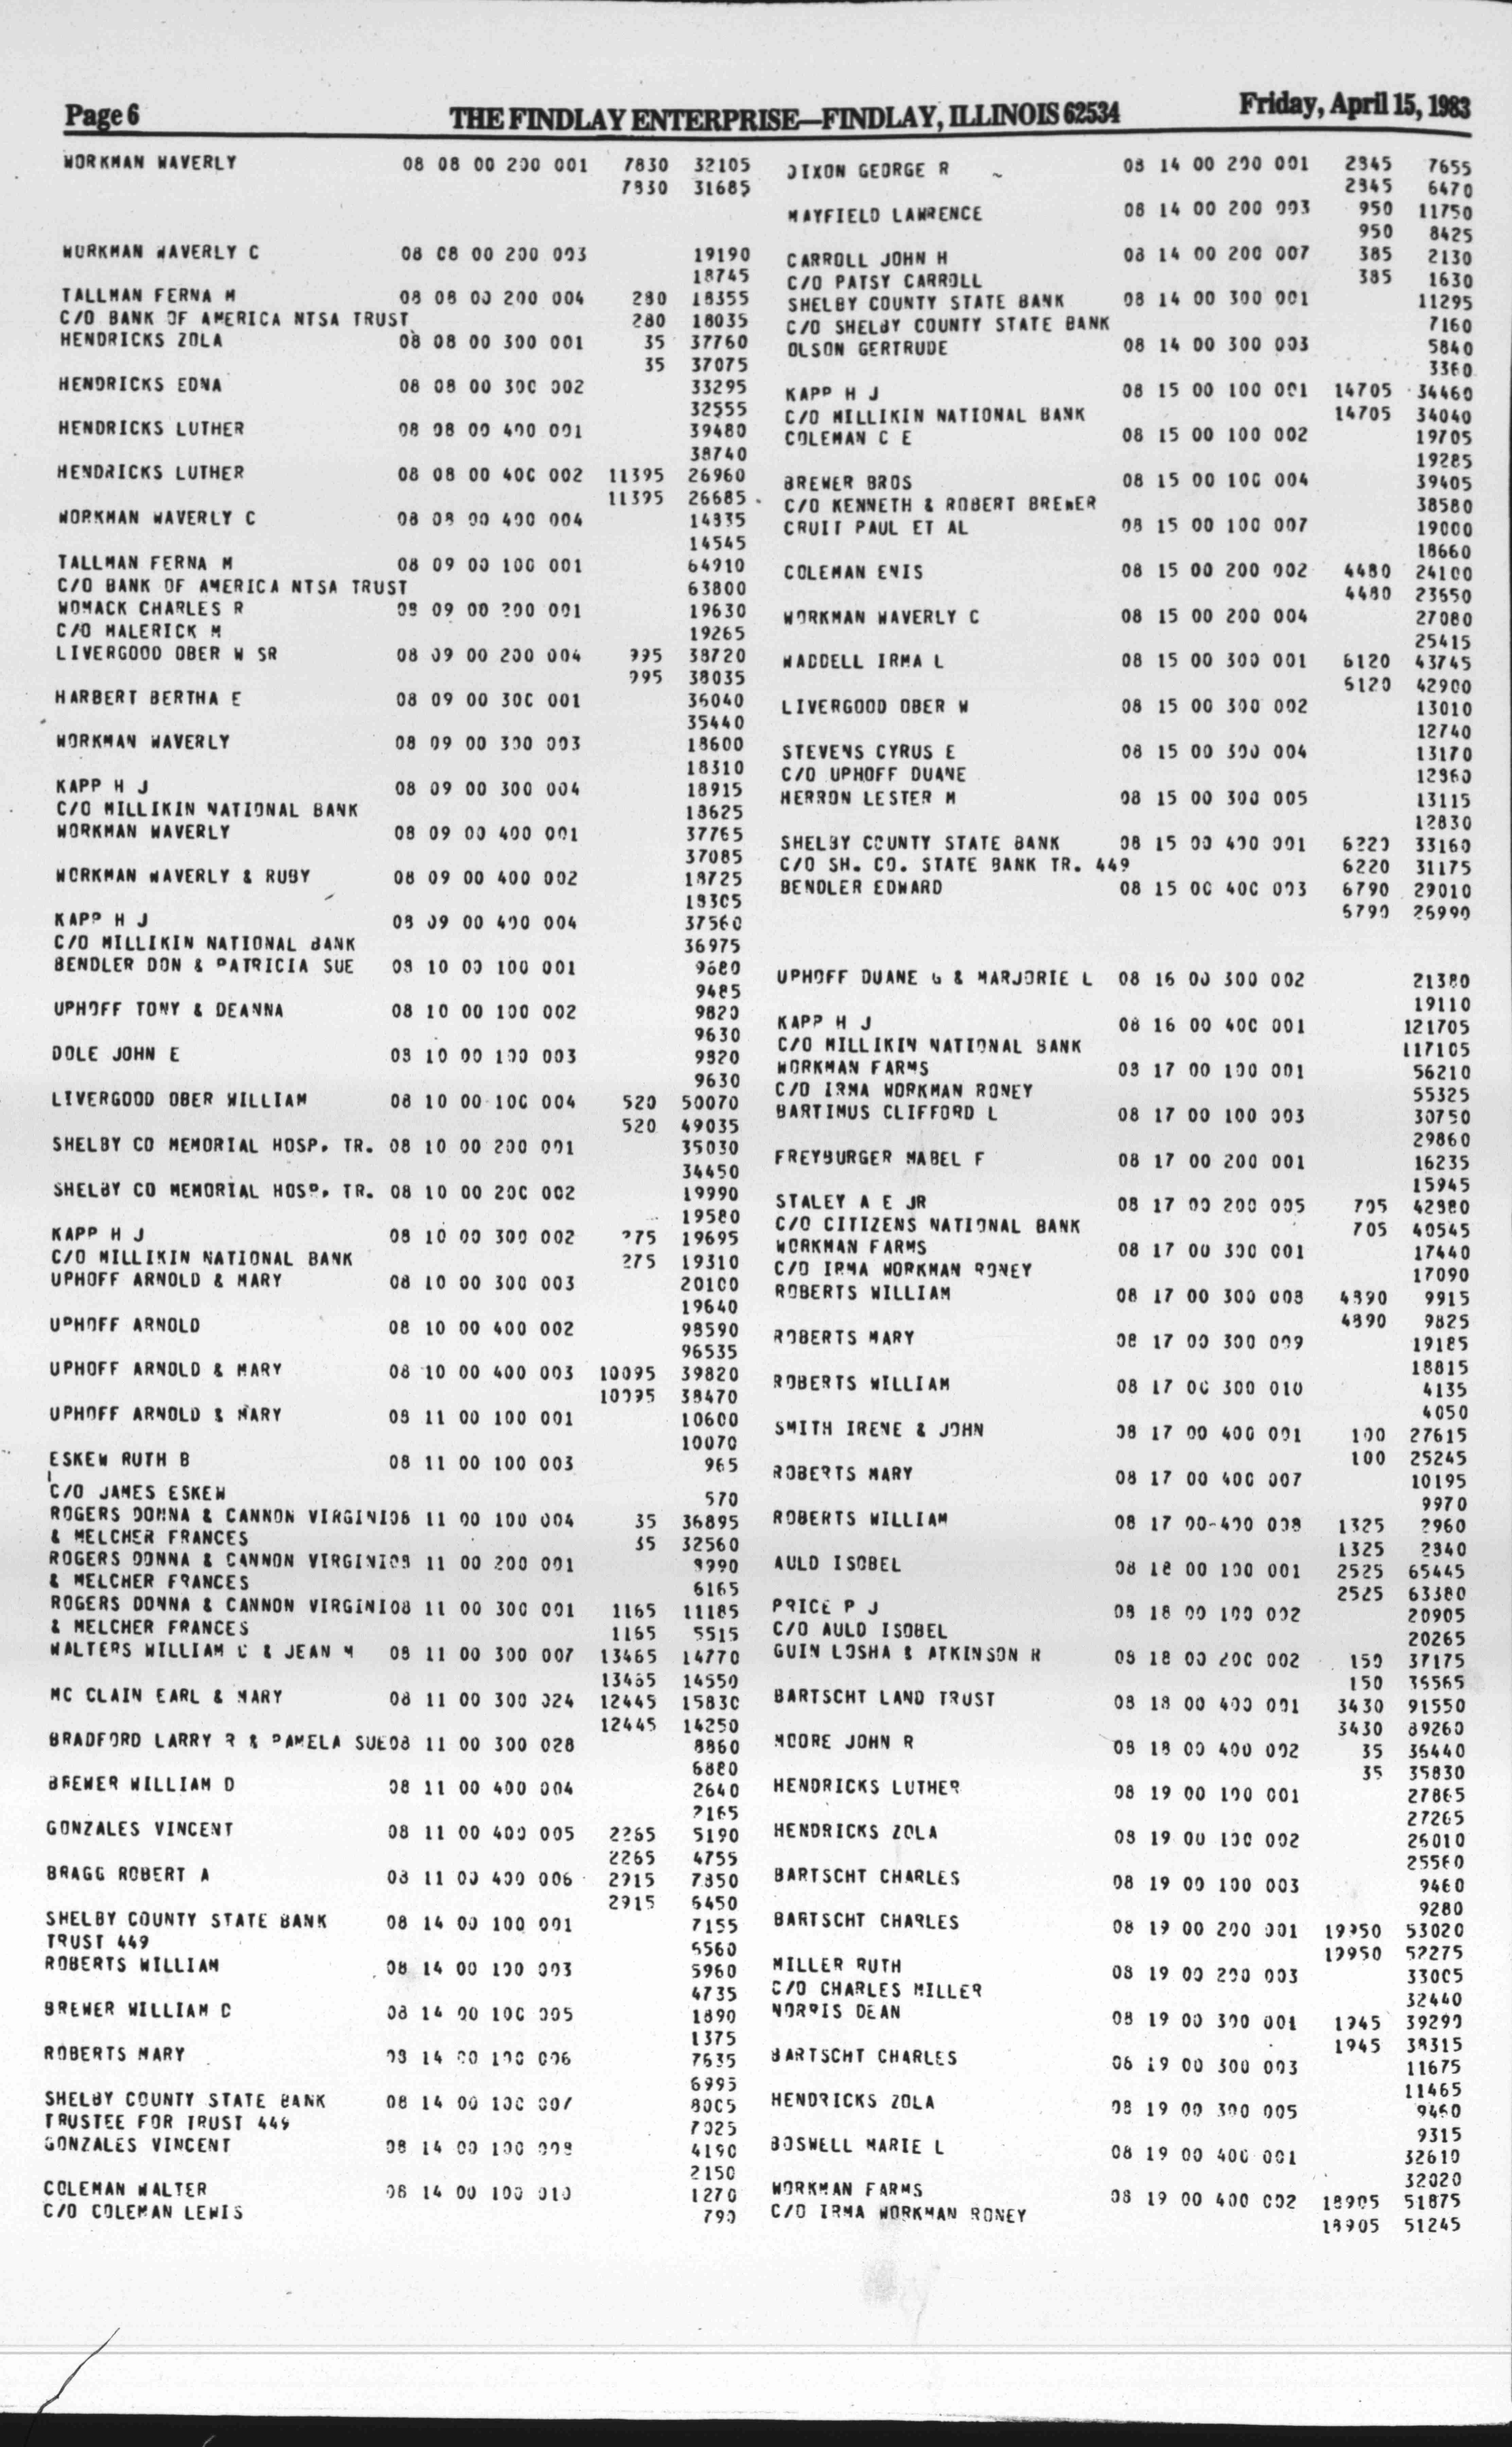 Page 6
THE FINDLAY ENTERPRISE—FINDLAY, ILLINOIS 62534
Friday, April 15, 1983
WORKMAN WAVERLY 08 08 00 200 001 7830 32105
7830 31685
WORKMAN WAVERLY C 08 08 00 200 003 19190
18745
TALLMAN FERNA M 08 08 00 200 004 280 18355
C/O BANK OF AMERICA NTSA TRUST 280 18035
HENDRICKS ZOLA 08 08 00 300 001 35 37760
35 37075
HENDRICKS EDNA 08 08 00 300 002 33295
32555
HENDRICKS LUTHER 08 08 00 400 001 39480
38740
HENDRICKS LUTHER 08 08 00 400 002 11395 26960
11395 26685
WORKMAN WAVERLY C 08 08 00 400 004 14835
14545
TALLMAN FERNA M 08 09 00 100 001 64910
C/O BANK OF AMERICA NTSA TRUST 63800
WOMACK CHARLES R 08 09 00 200 001 19630
C/O MALERICK M 19265
LIVERGOOD OBER W SR 08 09 00 200 004 995 38720
995 38035
HARBERT BERTHA E 08 09 00 300 001 36040
35440
WORKMAN WAVERLY 08 09 00 300 003 18600
18310
KAPP H J 08 09 00 300 004 18915
C/O MILLIKIN NATIONAL BANK 18625
WORKMAN WAVERLY 08 09 00 400 001 37765
37085
WORKMAN WAVERLY & RUBY 08 09 00 400 002 18725
18305
KAPP H J 08 09 00 400 004 37560
C/O MILLIKIN NATIONAL BANK 36975
BENDLER DON & PATRICIA SUE 08 10 00 100 001 9680
9485
UPHOFF TONY & DEANNA 08 10 00 100 002 9820
9630
DOLE JOHN E 08 10 00 100 003 9820
9630
LIVERGOOD OBER WILLIAM 08 10 00 100 004 520 50070
520 49035
SHELBY CO MEMORIAL HOSP. TR. 08 10 00 200 001 35030
34450
SHELBY CO MEMORIAL HOSP. TR. 08 10 00 200 002 19990
19580
KAPP H J 08 10 00 300 002 275 19695
C/O MILLIKIN NATIONAL BANK 275 19310
UPHOFF ARNOLD & MARY 08 10 00 300 003 20100
19640
UPHOFF ARNOLD 08 10 00 400 002 98590
96535
UPHOFF ARNOLD & MARY 08 10 00 400 003 10095 39820
10095 38470
UPHOFF ARNOLD & MARY 08 11 00 100 001 10600
10070
ESKEW RUTH B 08 11 00 100 003 965
C/O JAMES ESKEW 570
ROGERS DONNA & CANNON VIRGINI08 11 00 100 004 35 36895
& MELCHER FRANCES 35 32560
ROGERS DONNA & CANNON VIRGINI08 11 00 200 001 8990
& MELCHER FRANCES 6165
ROGERS DONNA & CANNON VIRGINI08 11 00 300 001 1165 11185
& MELCHER FRANCES 1165 5515
WALTERS WILLIAM C & JEAN M 08 11 00 300 007 13465 14770
13465 14550
MC CLAIN EARL & MARY 08 11 00 300 024 12445 15830
12445 14250
BRADFORD LARRY R & PAMELA SUE08 11 00 300 028 8860
6880
BREWER WILLIAM D 08 11 00 400 004 2640
2165
GONZALES VINCENT 08 11 00 400 005 2265 5190
2265 4755
BRAGG ROBERT A 08 11 00 400 006 2915 7850
2915 6450
SHELBY COUNTY STATE BANK 08 14 00 100 001 7155
TRUST 449 6560
ROBERTS WILLIAM 08 14 00 100 003 5960
4735
BREWER WILLIAM D 08 14 00 100 005 1890
1375
ROBERTS MARY 08 14 00 100 006 7635
6995
SHELBY COUNTY STATE BANK 08 14 00 100 007 8005
TRUSTEE FOR TRUST 449 7025
GONZALES VINCENT 08 14 00 100 008 4190
2150
COLEMAN WALTER 08 14 00 100 010 1270
C/O COLEMAN LEWIS 790
DIXON GEORGE R 08 14 00 200 001 2845 7655
2845 6470
MAYFIELD LAWRENCE 08 14 00 200 003 950 11750
950 8425
CARROLL JOHN H 08 14 00 200 007 385 2130
C/O PATSY CARROLL 385 1630
SHELBY COUNTY STATE BANK 08 14 00 300 001 11295
C/O SHELBY COUNTY STATE BANK 7160
OLSON GERTRUDE 08 14 00 300 003 5840
3360
KAPP H J 08 15 00 100 001 14705 34460
C/O MILLIKIN NATIONAL BANK 14705 34040
COLEMAN C E 08 15 00 100 002 19705
19285
BREWER BROS 08 15 00 100 004 39405
C/O KENNETH & ROBERT BREWER 38580
CRUIT PAUL ET AL 08 15 00 100 007 19000
18660
COLEMAN ENIS 08 15 00 200 002 4480 24100
4480 23650
WORKMAN WAVERLY C 08 15 00 200 004 27080
25415
WADDELL IRMA L 08 15 00 300 001 6120 43745
6120 42900
LIVERGOOD OBER W 08 15 00 300 002 13010
12740
STEVENS CYRUS E 08 15 00 300 004 13170
C/O UPHOFF DUANE 12860
HERRON LESTER M 08 15 00 300 005 13115
12830
SHELBY COUNTY STATE BANK 08 15 00 400 001 6220 33160
C/O SH. CO. STATE BANK TR. 449 6220 31175
BENDLER EDWARD 08 15 00 400 003 6790 29010
6790 26990
UPHOFF DUANE G & MARJORIE L 08 16 00 300 002 21380
19110
KAPP H J 08 16 00 400 001 121705
C/O MILLIKIN NATIONAL BANK 117105
WORKMAN FARMS 08 17 00 100 001 56210
C/O IRMA WORKMAN RONEY 55325
BARTIMUS CLIFFORD L 08 17 00 100 003 30750
29860
FREYBURGER MABEL F 08 17 00 200 001 16235
15945
STALEY A E JR 08 17 00 200 005 705 42880
C/O CITIZENS NATIONAL BANK 705 40545
WORKMAN FARMS 08 17 00 300 001 17440
C/O IRMA WORKMAN RONEY 17090
ROBERTS WILLIAM 08 17 00 300 008 4890 9915
4890 9825
ROBERTS MARY 08 17 00 300 009 19185
18815
ROBERTS WILLIAM 08 17 00 300 010 4135
4050
SMITH IRENE & JOHN 08 17 00 400 001 100 27615
100 25245
ROBERTS MARY 08 17 00 400 007 10195
9970
ROBERTS WILLIAM 08 17 00-400 008 1325 2960
1325 2840
AULD ISOBEL 08 18 00 100 001 2525 65445
2525 63380
PRICE P J 08 18 00 100 002 20905
C/O AULD ISOBEL 20265
GUIN LOSHA & ATKINSON R 08 18 00 200 002 150 37175
150 35565
BARTSCHT LAND TRUST 08 18 00 400 001 3430 91550
3430 89260
MOORE JOHN R 08 18 00 400 002 35 36440
35 35830
HENDRICKS LUTHER 08 19 00 100 001 27865
27265
HENDRICKS ZOLA 08 19 00 100 002 26010
25560
BARTSCHT CHARLES 08 19 00 100 003 9460
9280
BARTSCHT CHARLES 08 19 00 200 001 19950 53020
19950 52275
MILLER RUTH 08 19 00 200 003 33005
C/O CHARLES MILLER 32440
NORRIS DEAN 08 19 00 300 001 1945 39290
1945 38315
BARTSCHT CHARLES 08 19 00 300 003 11675
11465
HENDRICKS ZOLA 08 19 00 300 005 9460
9315
BOSWELL MARIE L 08 19 00 400 001 32610
32020
WORKMAN FARMS 08 19 00 400 002 18905 51875
C/O IRMA WORKMAN RONEY 18905 51245